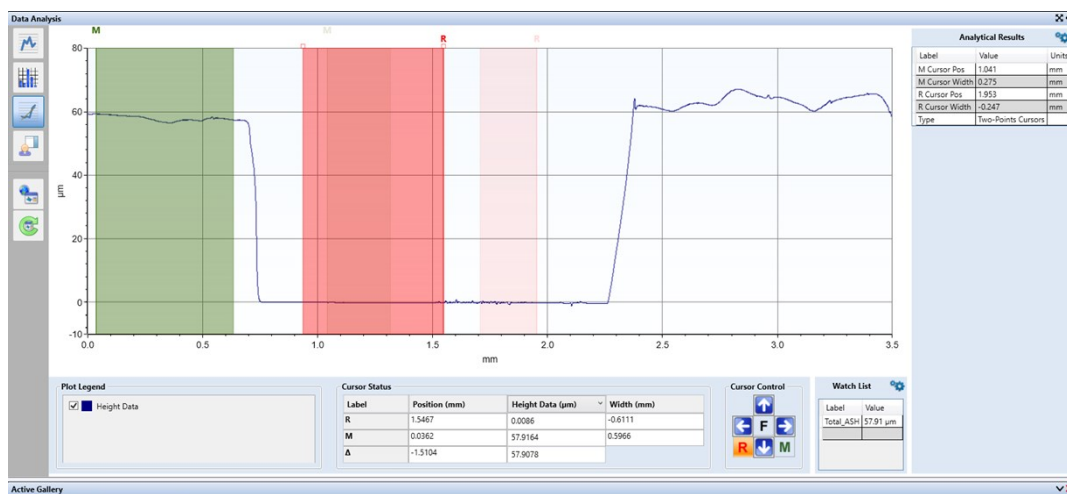 Data Analysis
M
M
R
R
80
60
40
20
0
-10
µm
0.0
0.5
1.0
1.5
2.0
2.5
3.0
3.5
mm
Analytical Results
Label Value Units
M Cursor Pos 1.041 mm
M Cursor Width 0.275 mm
R Cursor Pos 1.953 mm
R Cursor Width -0.247 mm
Type Two-Points Cursors
Plot Legend
Height Data
Cursor Status
Label Position (mm) Height Data (µm) Width (mm)
R 1.5467 0.0086 -0.6111
M 0.0362 57.9164 0.5966
Δ -1.5104 57.9078
Cursor Control
F
R
M
Watch List
Label Value
Total_ASH 57.91 µm
Active Gallery